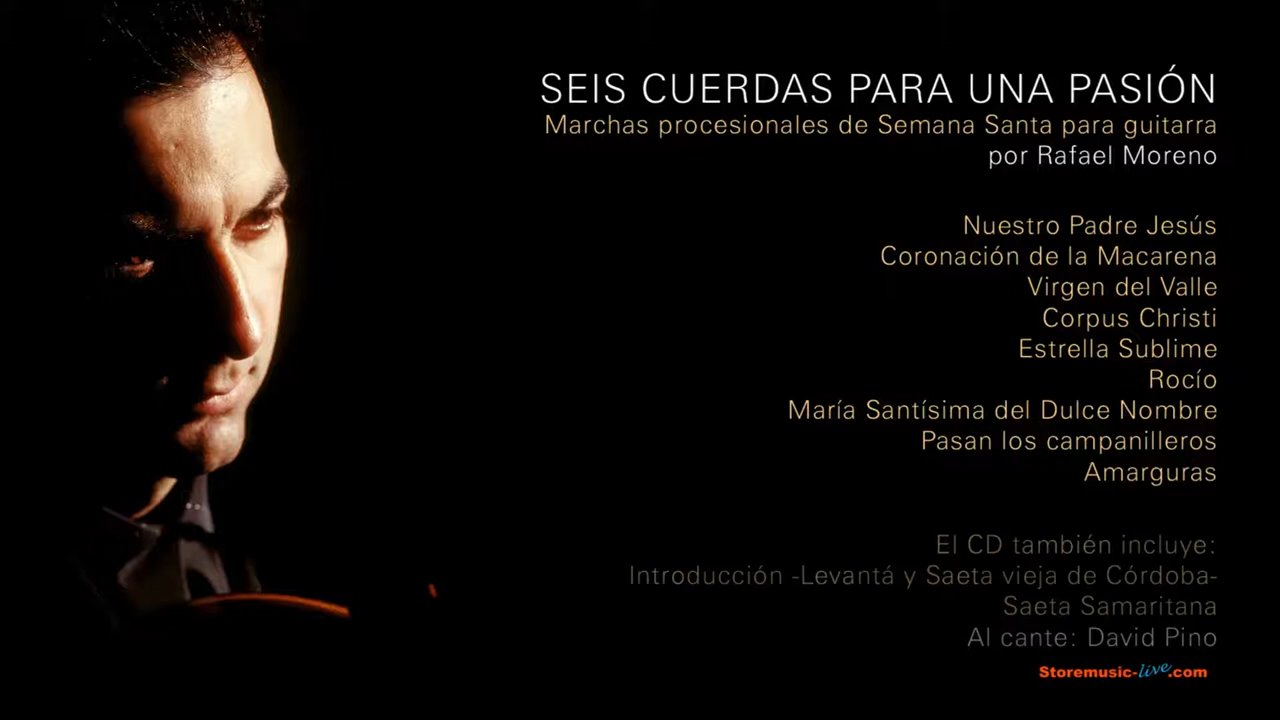 SEIS CUERDAS PARA UNA PASIÓN
Marchas procesionales de Semana Santa para guitarra
por Rafael Moreno
Nuestro Padre Jesús
Coronación de la Macarena
Virgen del Valle
Corpus Christi
Estrella Sublime
Rocío
María Santísima del Dulce Nombre
Pasan los campanilleros
Amarguras
El CD también incluye:
Introducción -Levantá y Saeta vieja de Córdoba-
Saeta Samaritana
Al cante: David Pino
Storemusic-live.com